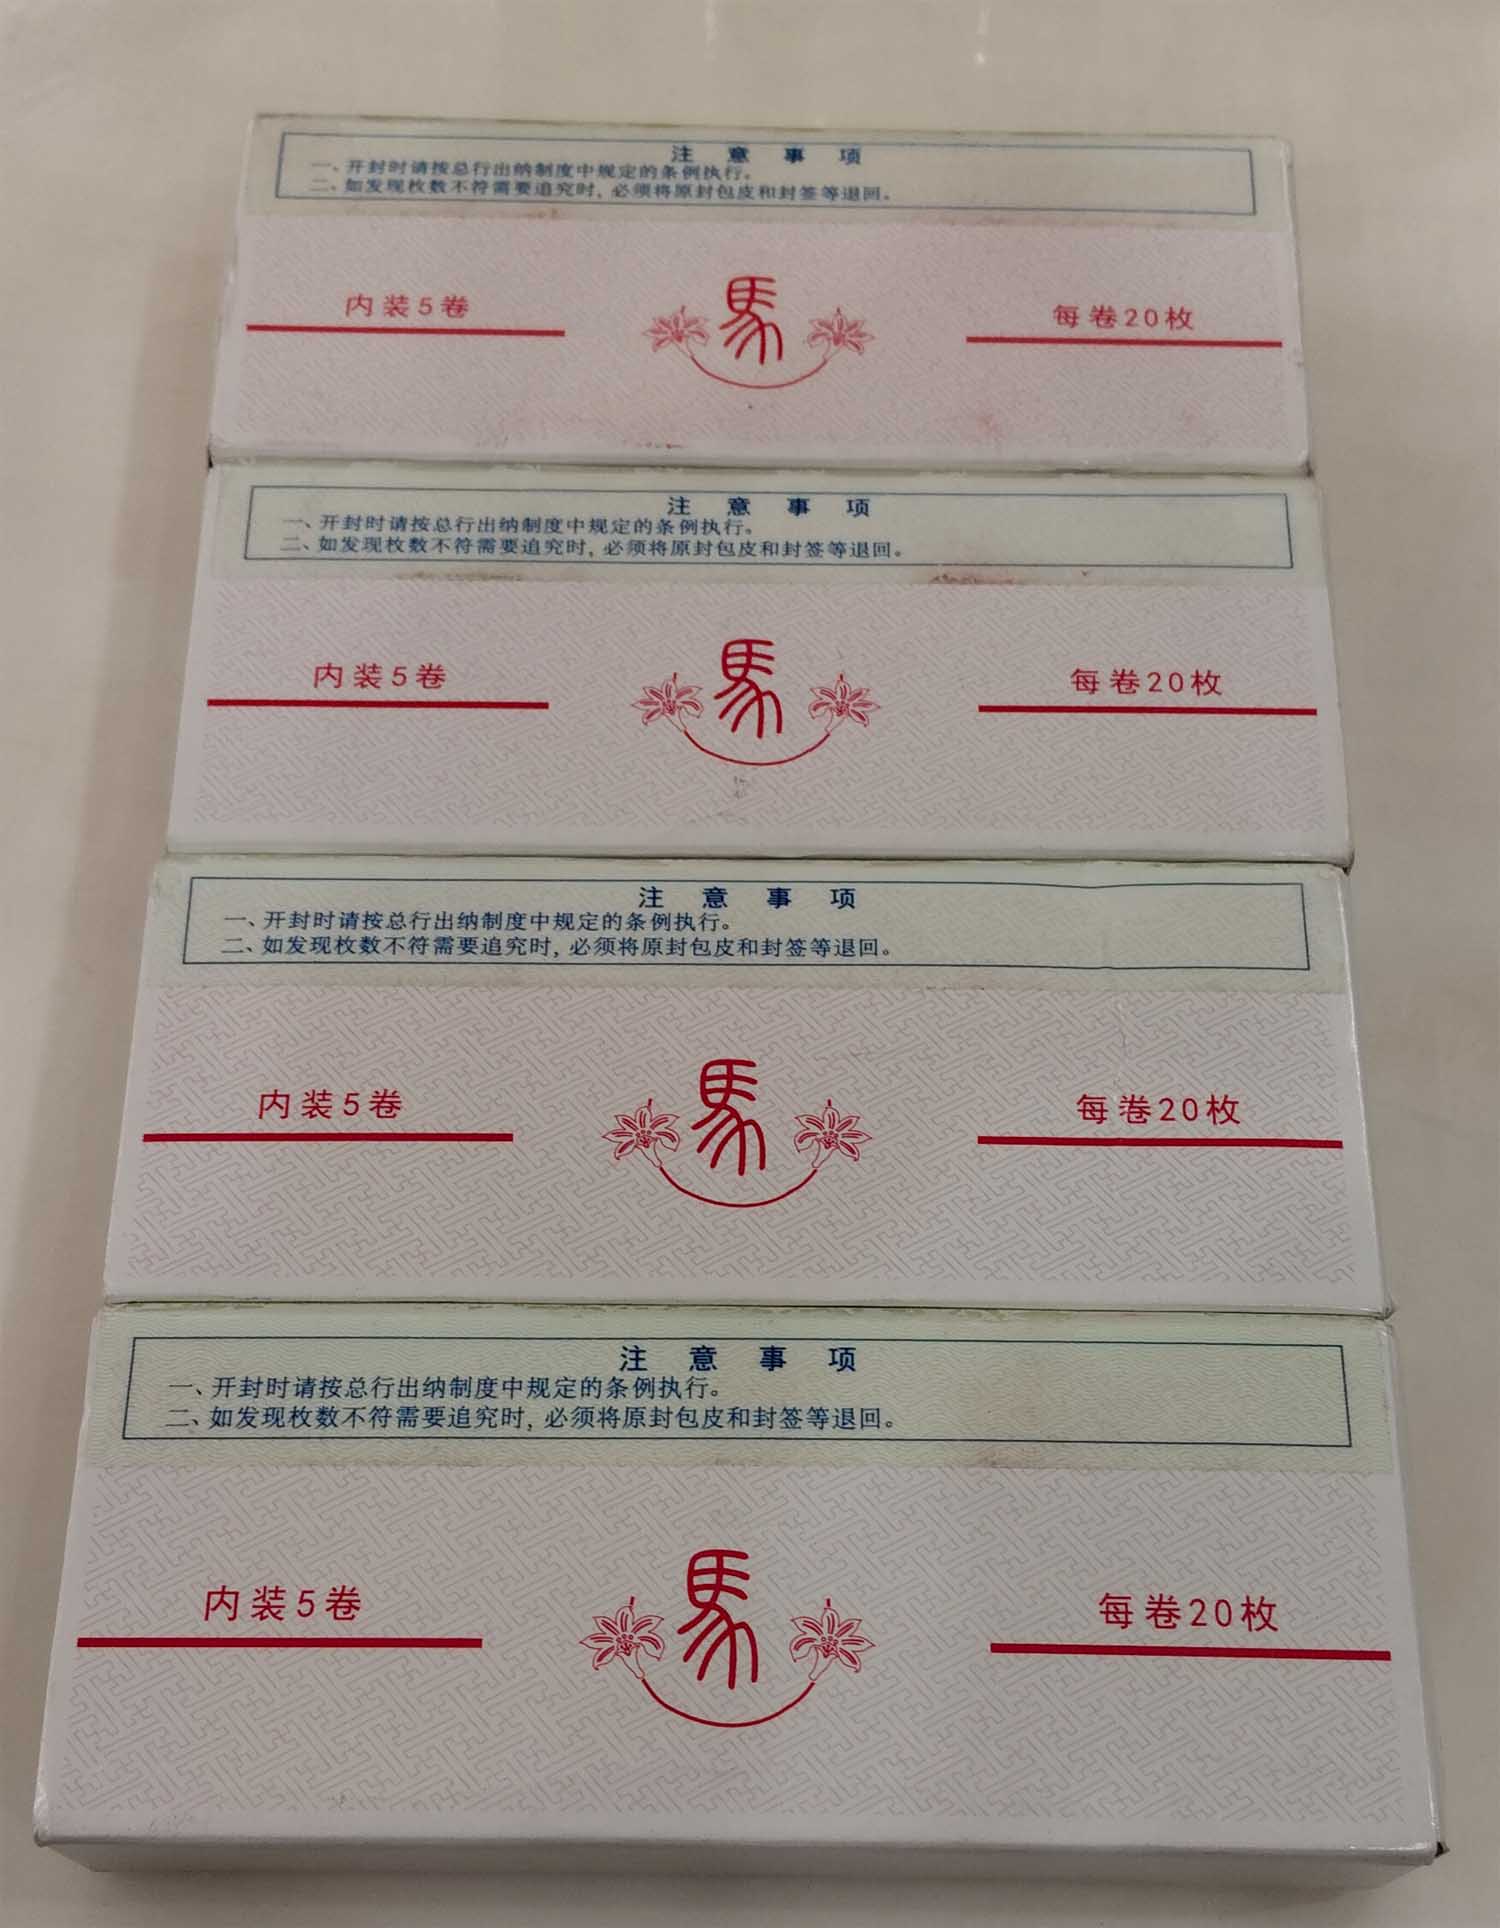 注意事项
一、开封时请按总行出纳制度中规定的条例执行。
二、如发现枚数不符需要追究时，必须将原封包皮和封签等退回。
内装5卷
馬
每卷20枚
注意事项
一、开封时请按总行出纳制度中规定的条例执行。
二、如发现枚数不符需要追究时，必须将原封包皮和封签等退回。
内装5卷
馬
每卷20枚
注意事项
一、开封时请按总行出纳制度中规定的条例执行。
二、如发现枚数不符需要追究时，必须将原封包皮和封签等退回。
内装5卷
馬
每卷20枚
注意事项
一、开封时请按总行出纳制度中规定的条例执行。
二、如发现枚数不符需要追究时，必须将原封包皮和封签等退回。
内装5卷
馬
每卷20枚